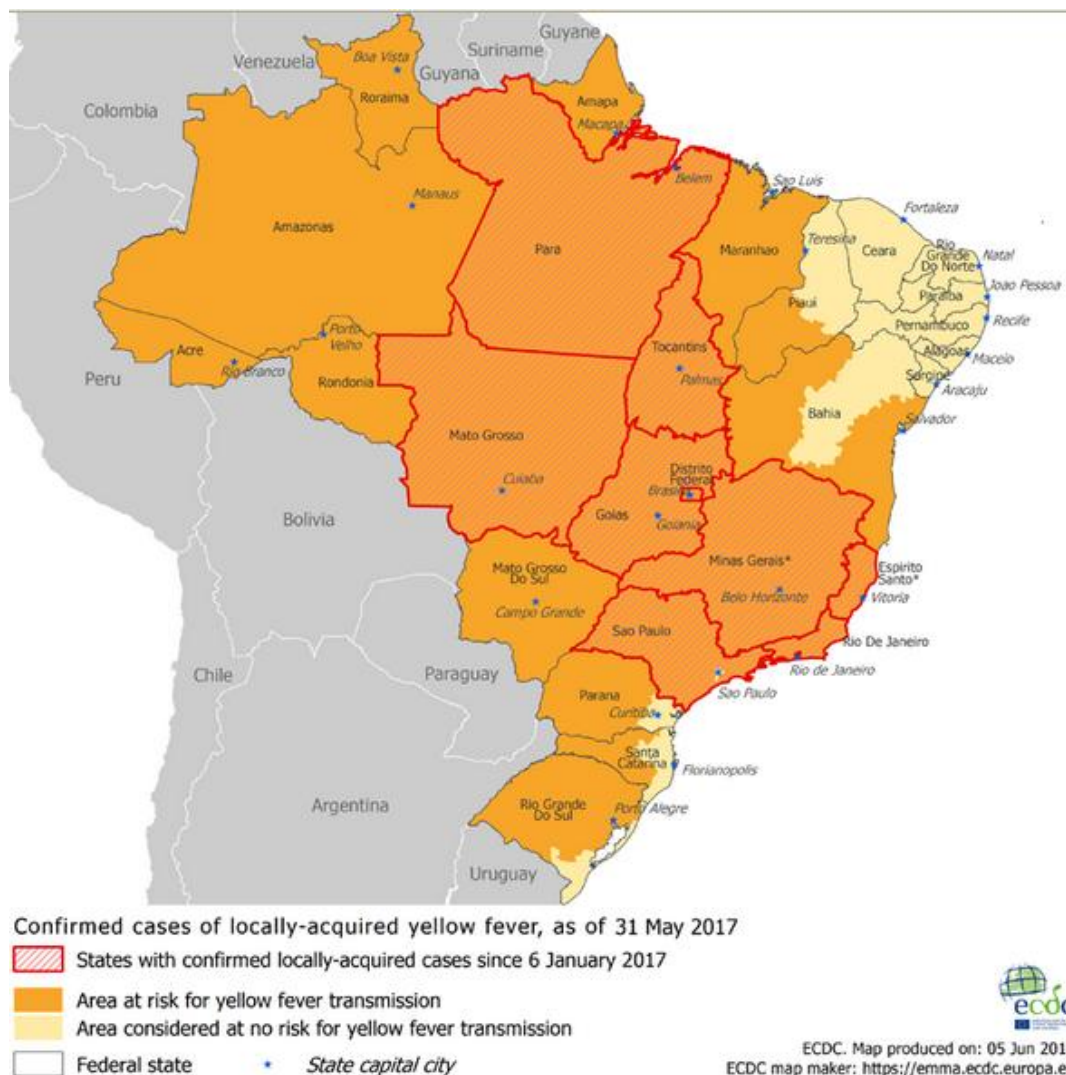 Guyane
Suriname
Venezuela
Boa Vista
Guyana
Roraima
Amapa
Colombia
Macapa
Belem
Sao Luis
Manaus
Fortaleza
Amazonas
Para
Maranhao
Teresina
Ceara
Rio
Grande
Do Norte
Natal
Joao Pessoa
Piaui
Paraiba
Recife
Pernambuco
Porto
Velho
Acre
Tocantins
Alagoas
Maceio
Peru
Rio Branco
Rondonia
Palmas
Sergipe
Aracaju
Bahia
Salvador
Mato Grosso
Distrito
Federal
Cuiaba
Brasilia
Bolivia
Goias
Goiania
Minas Gerais*
Espirito
Santo*
Mato Grosso
Do Sul
Belo Horizonte
Vitoria
Campo Grande
Sao Paulo
Rio De Janeiro
Rio de Janeiro
Chile
Paraguay
Sao Paulo
Parana
Curitiba
Santa
Catarina
Florianopolis
Argentina
Rio Grande
Do Sul
Porto Alegre
Uruguay
Confirmed cases of locally-acquired yellow fever, as of 31 May 2017
States with confirmed locally-acquired cases since 6 January 2017
Area at risk for yellow fever transmission
Area considered at no risk for yellow fever transmission
Federal state
State capital city
ecdc
ECDC. Map produced on: 05 Jun 201
ECDC map maker: https://emma.ecdc.europa.e